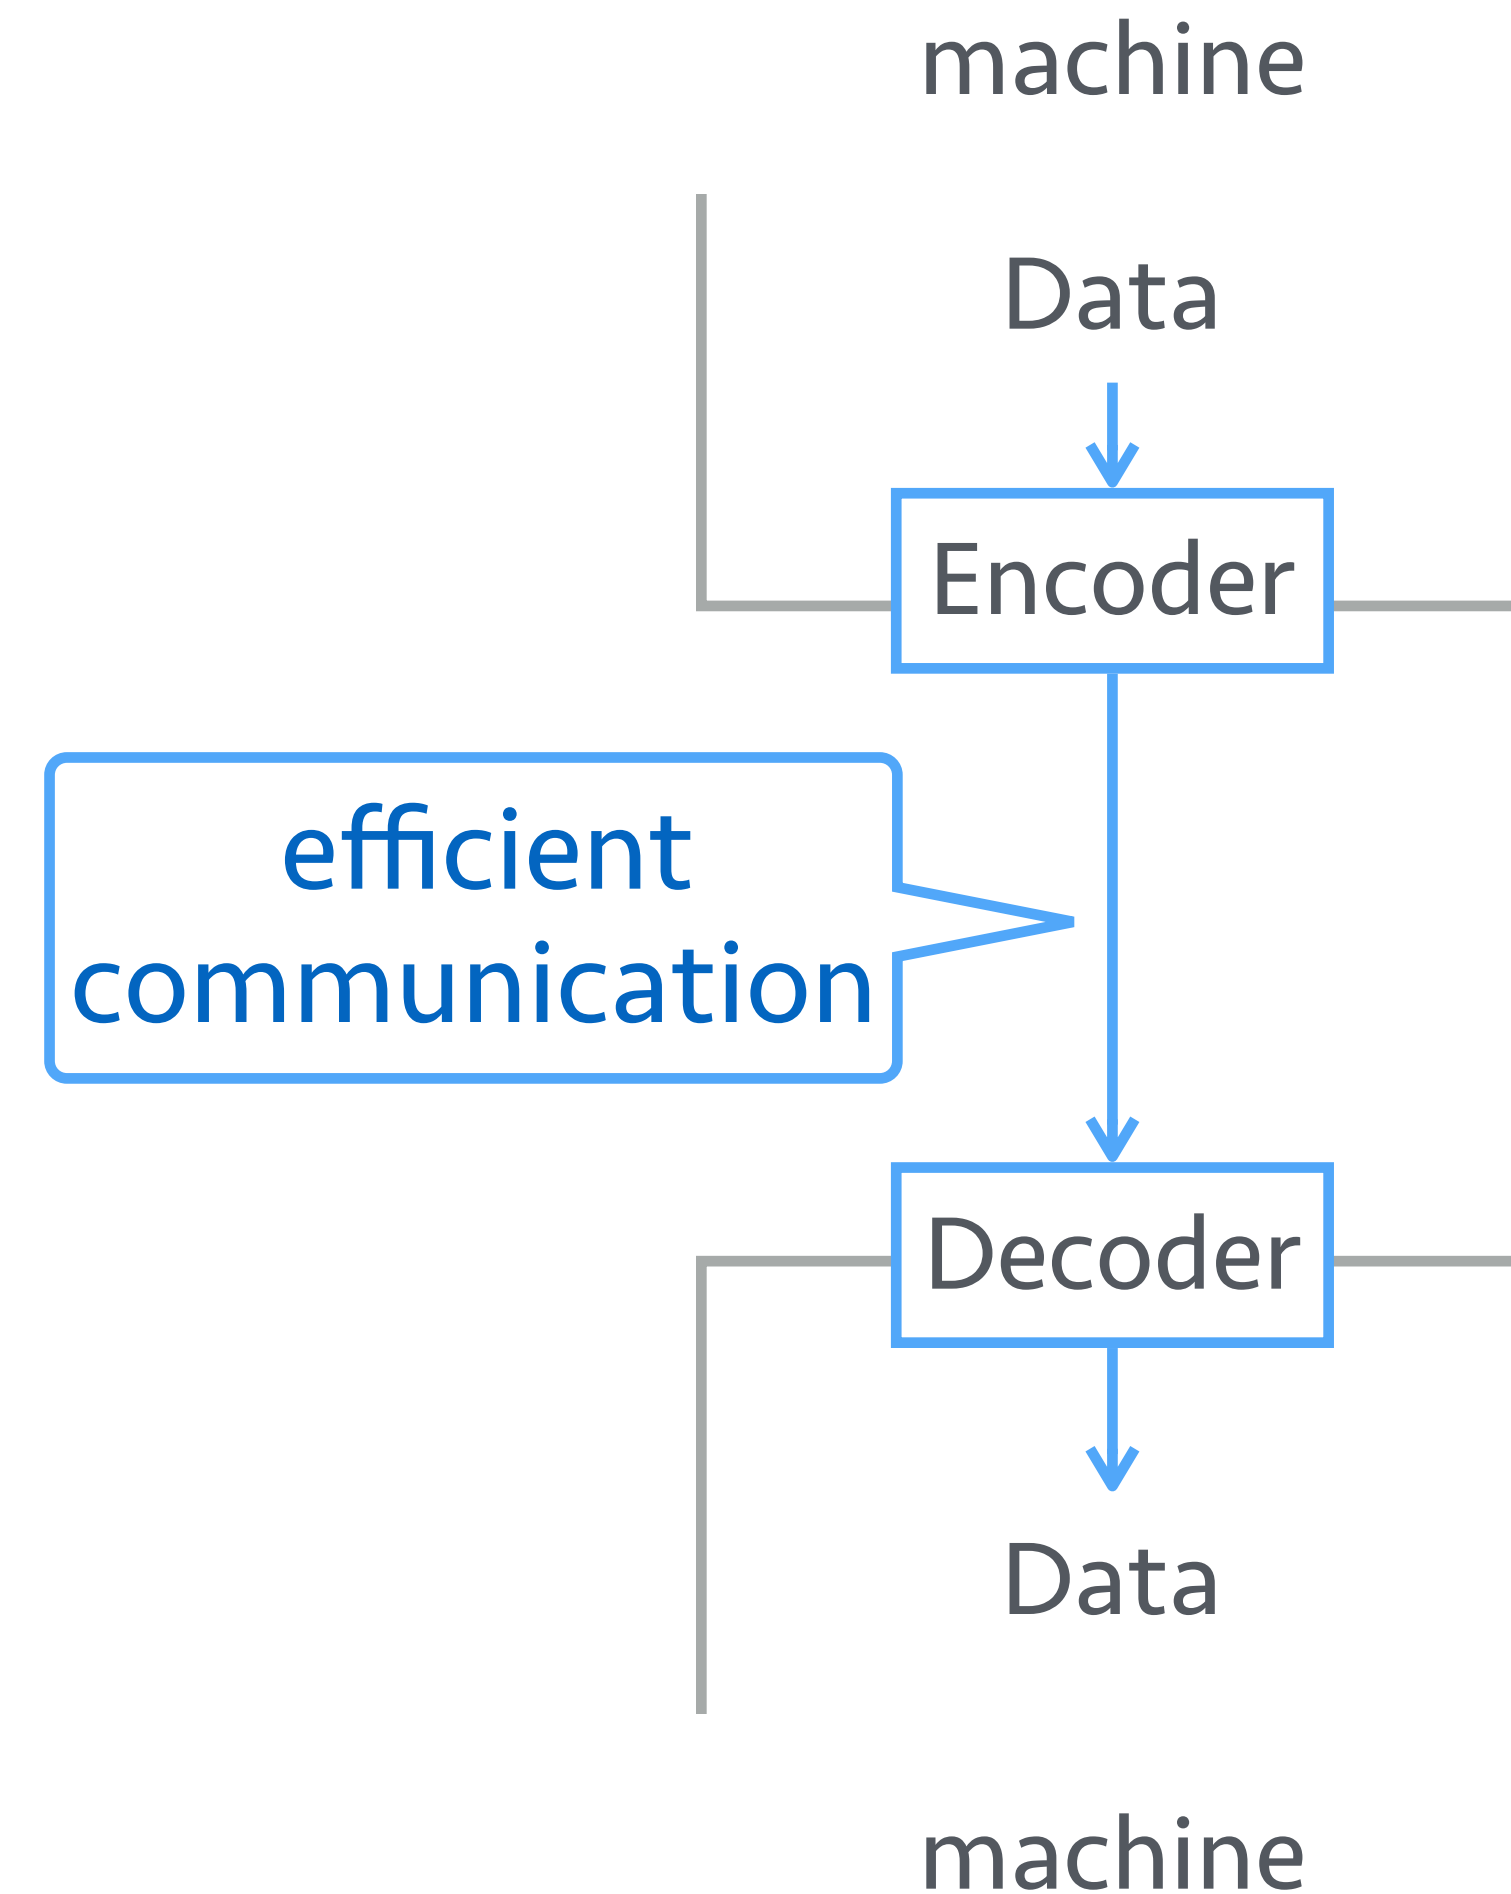 machine
Data
Encoder
efficient
communication
Decoder
Data
machine